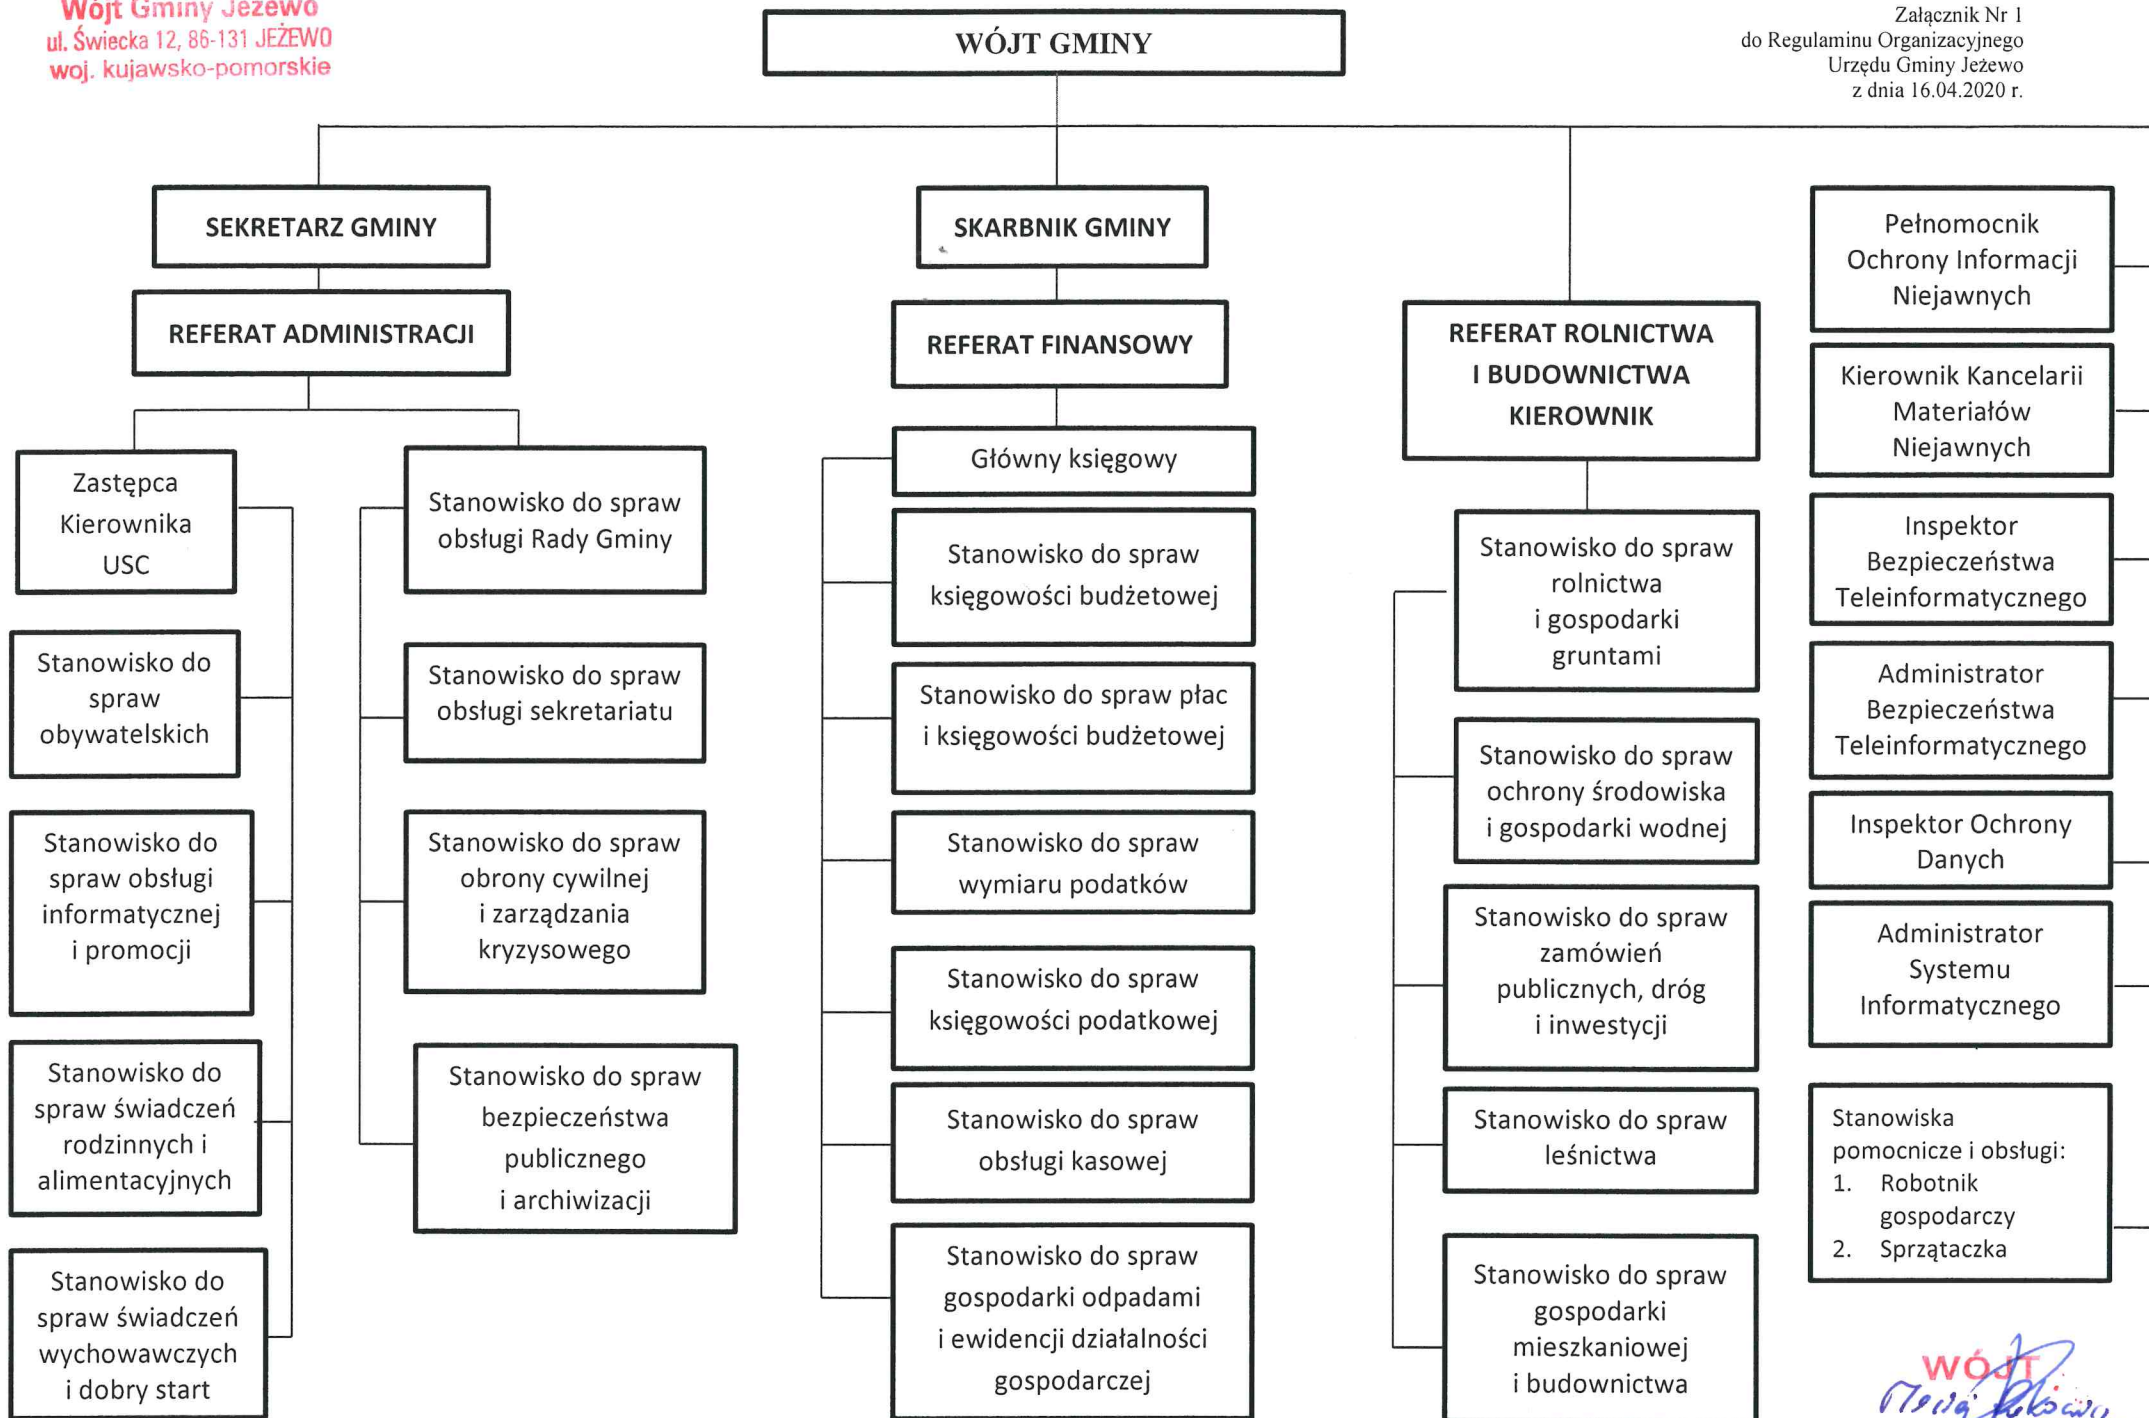 Wójt Gminy Jeżewo
ul. Świecka 12, 86-131 JEŻEWO
woj. kujawsko-pomorskie
Załącznik Nr 1
do Regulaminu Organizacyjnego
Urzędu Gminy Jeżewo
z dnia 16.04.2020 r.
WÓJT GMINY
SEKRETARZ GMINY
REFERAT ADMINISTRACJI
Zastępca
Kierownika
USC
Stanowisko do
spraw
obywatelskich
Stanowisko do
spraw obsługi
informatycznej
i promocji
Stanowisko do
spraw świadczeń
rodzinnych i
alimentacyjnych
Stanowisko do
spraw świadczeń
wychowawczych
i dobry start
Stanowisko do spraw
obsługi Rady Gminy
Stanowisko do spraw
obsługi sekretariatu
Stanowisko do spraw
obrony cywilnej
i zarządzania
kryzysowego
Stanowisko do spraw
bezpieczeństwa
publicznego
i archiwizacji
SKARBNIK GMINY
REFERAT FINANSOWY
Główny księgowy
Stanowisko do spraw
księgowości budżetowej
Stanowisko do spraw płac
i księgowości budżetowej
Stanowisko do spraw
wymiaru podatków
Stanowisko do spraw
księgowości podatkowej
Stanowisko do spraw
obsługi kasowej
Stanowisko do spraw
gospodarki odpadami
i ewidencji działalności
gospodarczej
REFERAT ROLNICTWA
I BUDOWNICTWA
KIEROWNIK
Stanowisko do spraw
rolnictwa
i gospodarki
gruntami
Stanowisko do spraw
ochrony środowiska
i gospodarki wodnej
Stanowisko do spraw
zamówień
publicznych, dróg
i inwestycji
Stanowisko do spraw
leśnictwa
Stanowisko do spraw
gospodarki
mieszkaniowej
i budownictwa
Pełnomocnik
Ochrony Informacji
Niejawnych
Kierownik Kancelarii
Materiałów
Niejawnych
Inspektor
Bezpieczeństwa
Teleinformatycznego
Administrator
Bezpieczeństwa
Teleinformatycznego
Inspektor Ochrony
Danych
Administrator
Systemu
Informatycznego
Stanowiska
pomocnicze i obsługi:
1. Robotnik
gospodarczy
2. Sprzątaczka
WÓJT